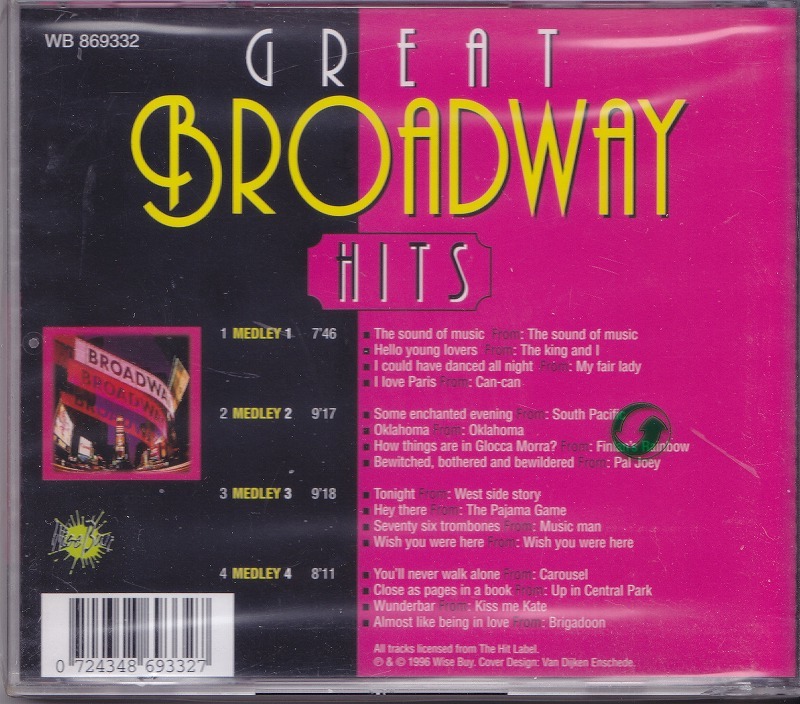 WB 869332
GREAT
BROADWAY
HITS
BROADWAY
BROADWAY
BROADWAY
1 MEDLEY 1 7'46
The sound of music From: The sound of music
Hello young lovers From: The king and I
I could have danced all night From: My fair lady
I love Paris From: Can-can
2 MEDLEY 2 9'17
Some enchanted evening From: South Pacific
Oklahoma From: Oklahoma
How things are in Glocca Morra? From: Finian's Rainbow
Bewitched, bothered and bewildered From: Pal Joey
3 MEDLEY 3 9'18
Tonight From: West side story
Hey there From: The Pajama Game
Seventy six trombones From: Music man
Wish you were here From: Wish you were here
4 MEDLEY 4 8'11
You'll never walk alone From: Carousel
Close as pages in a book From: Up in Central Park
Wunderbar From: Kiss me Kate
Almost like being in love From: Brigadoon
Wise Buy
All tracks licensed from The Hit Label.
℗ & © 1996 Wise Buy. Cover Design: Van Dijken Enschede.
0 724348 693327